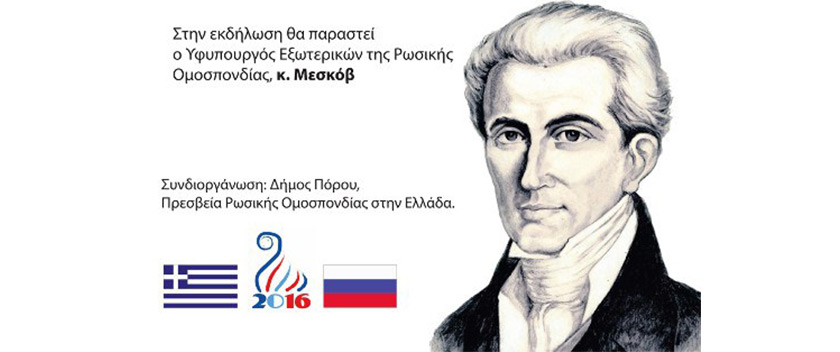 Στην εκδήλωση θα παραστεί
ο Υφυπουργός Εξωτερικών της Ρωσικής
Ομοσπονδίας, κ. Μεσκόβ
Συνδιοργάνωση: Δήμος Πόρου,
Πρεσβεία Ρωσικής Ομοσπονδίας στην Ελλάδα.
2016